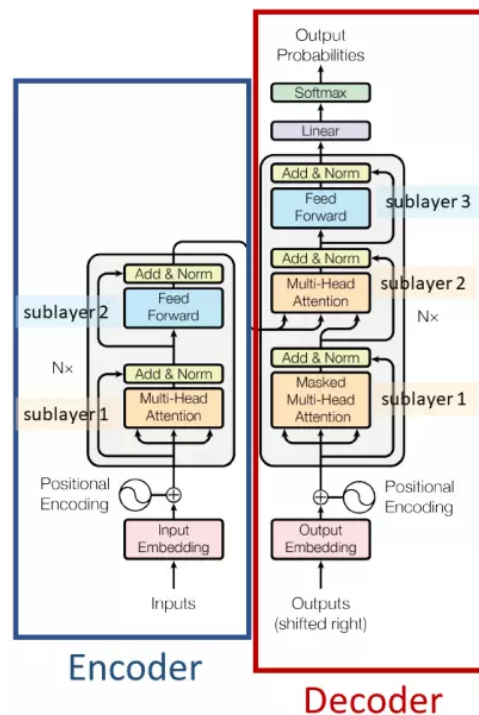 Output
Probabilities
Softmax
Linear
Add & Norm
Feed
Forward
sublayer 3
Add & Norm
Multi-Head
Attention
sublayer 2
N×
Add & Norm
Masked
Multi-Head
Attention
sublayer 1
Positional
Encoding
Output
Embedding
Outputs
(shifted right)
Decoder
Add & Norm
Feed
Forward
sublayer 2
N×
Add & Norm
Multi-Head
Attention
sublayer 1
Positional
Encoding
Input
Embedding
Inputs
Encoder